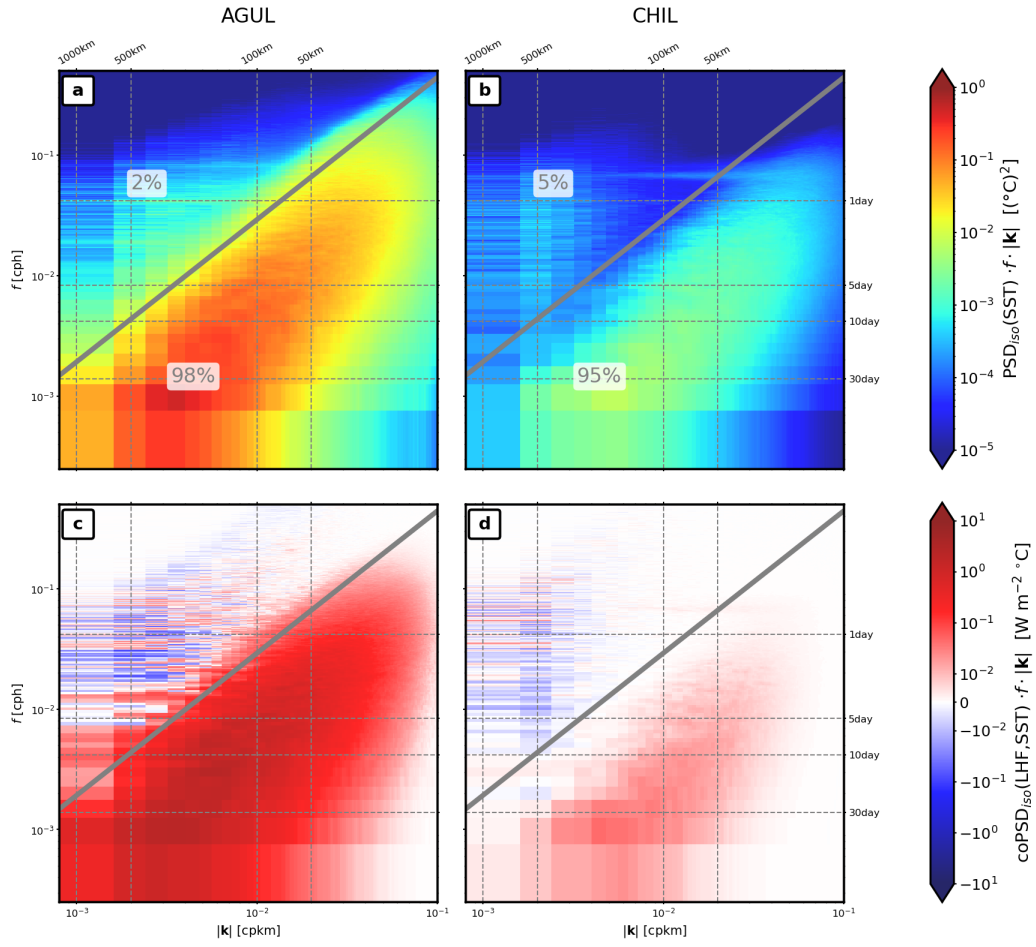 AGUL
CHIL
1000km
500km
100km
50km
1000km
500km
100km
50km
a
b
2%
5%
98%
95%
10⁻¹
10⁻²
10⁻³
f [cph]
1day
5day
10day
30day
10⁰
10⁻¹
10⁻²
10⁻³
10⁻⁴
10⁻⁵
PSD_iso(SST) · f · |k| [(°C)²]
c
d
10⁻¹
10⁻²
10⁻³
f [cph]
1day
5day
10day
30day
10¹
10⁰
10⁻¹
10⁻²
0
−10⁻²
−10⁻¹
−10⁰
−10¹
coPSD_iso(LHF,SST) · f · |k| [W m⁻² °C]
10⁻³
10⁻²
10⁻¹
10⁻³
10⁻²
10⁻¹
|k| [cpkm]
|k| [cpkm]